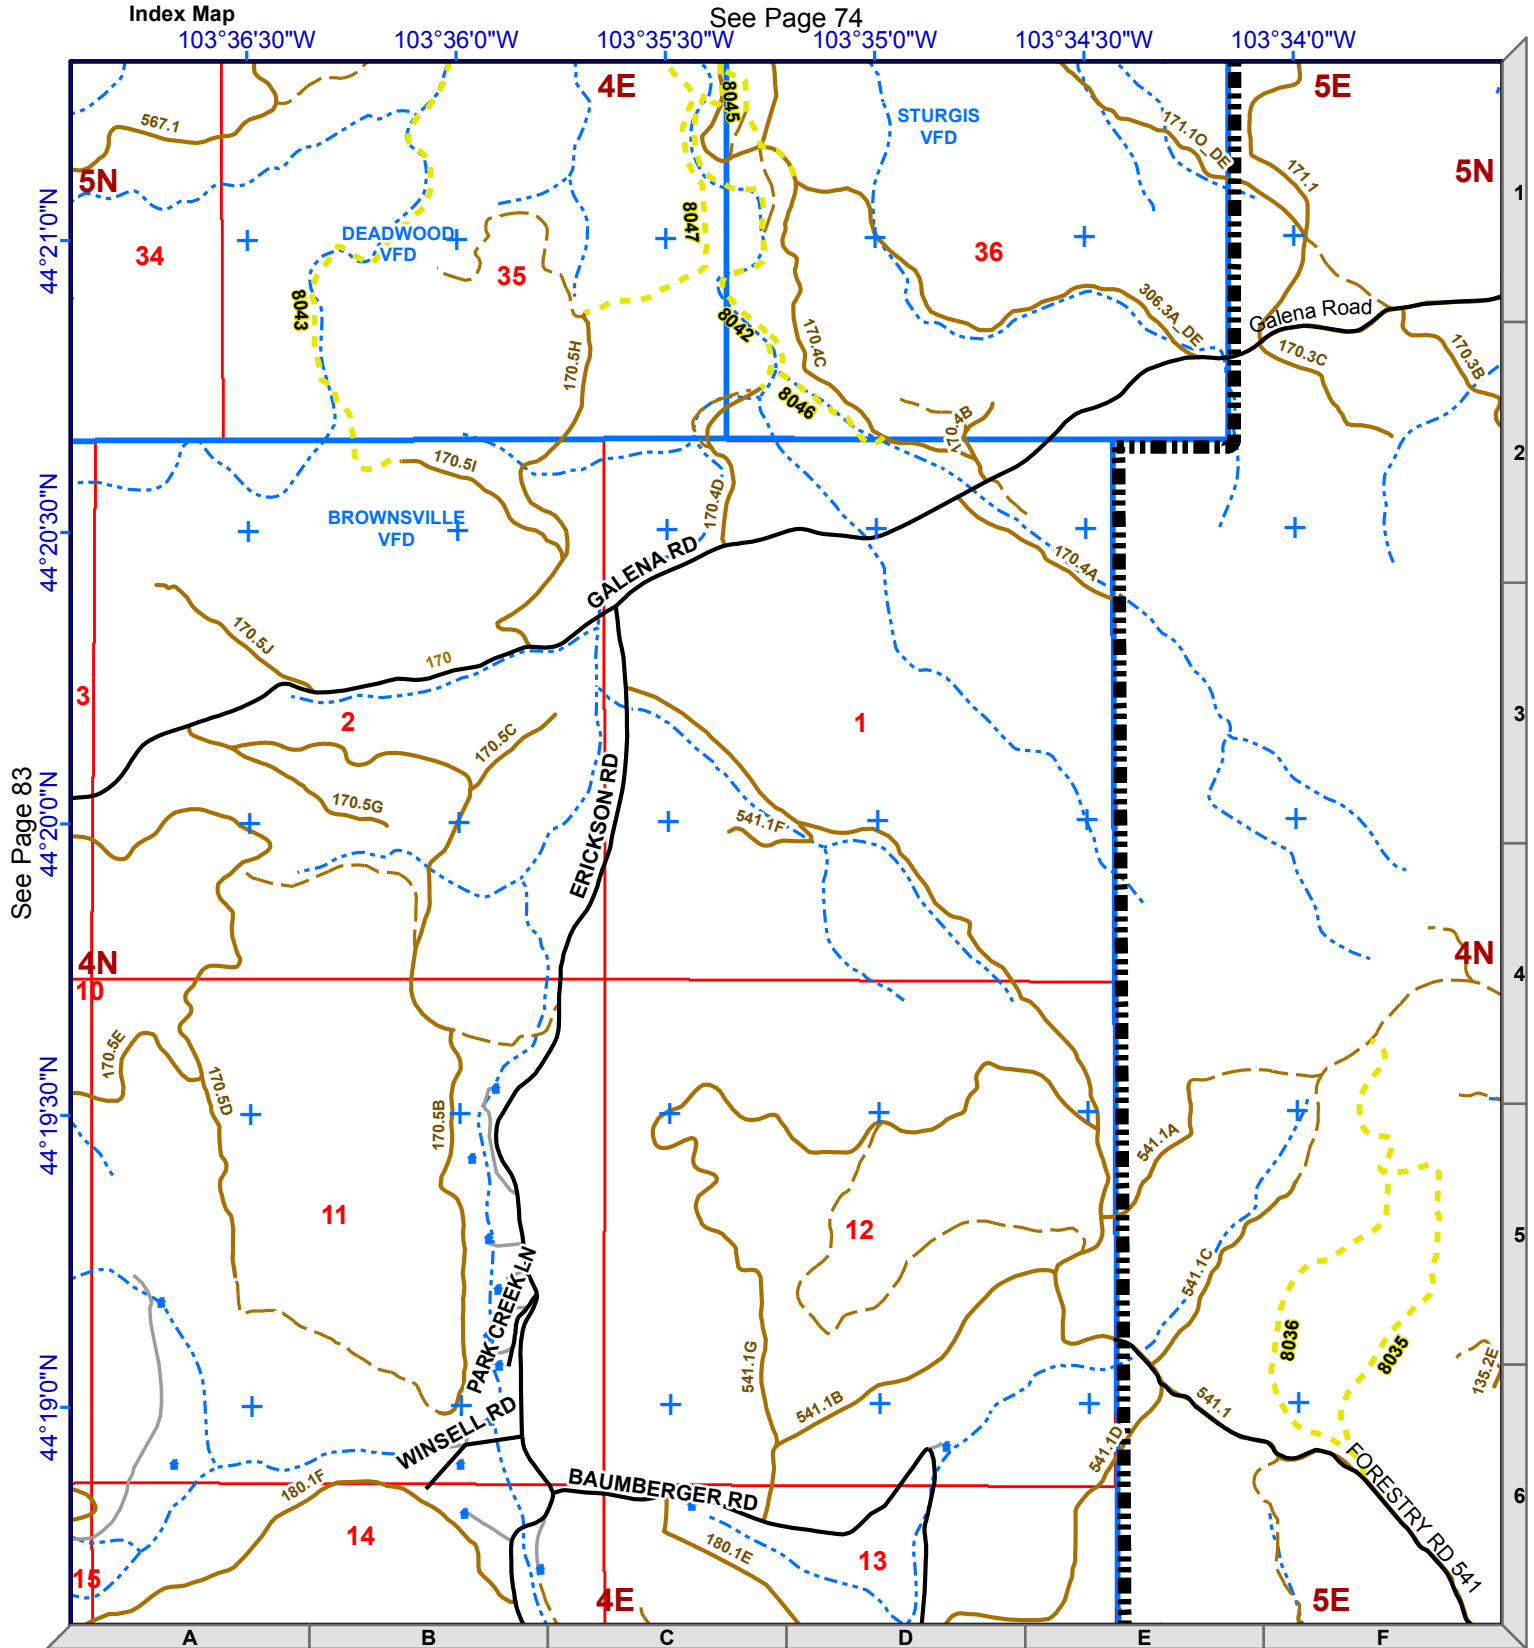 Index Map
See Page 74
103°36'30"W
103°36'0"W
103°35'30"W
103°35'0"W
103°34'30"W
103°34'0"W
4E
5E
8045
STURGIS
VFD
567.1
171.1O_DE
171.1
5N
5N
1
8047
44°21'0"N
DEADWOOD
VFD
34
35
36
8043
8042
306.3A_DE
Galena Road
170.4C
170.5H
170.3C
170.3B
8046
170.4B
2
170.5I
170.4D
44°20'30"N
BROWNSVILLE
VFD
GALENA RD
170.4A
170.5J
170
3
2
1
3
170.5C
ERICKSON RD
See Page 83
44°20'0"N
170.5G
541.1F
4N
4N
10
4
170.5E
170.5D
44°19'30"N
170.5B
541.1A
11
12
5
541.1C
PARK CREEK LN
8036
8035
541.1G
135.2E
44°19'0"N
541.1B
541.1
WINSELL RD
541.1D
FORESTRY RD 541
BAUMBERGER RD
180.1F
6
14
180.1E
13
15
4E
5E
A
B
C
D
E
F